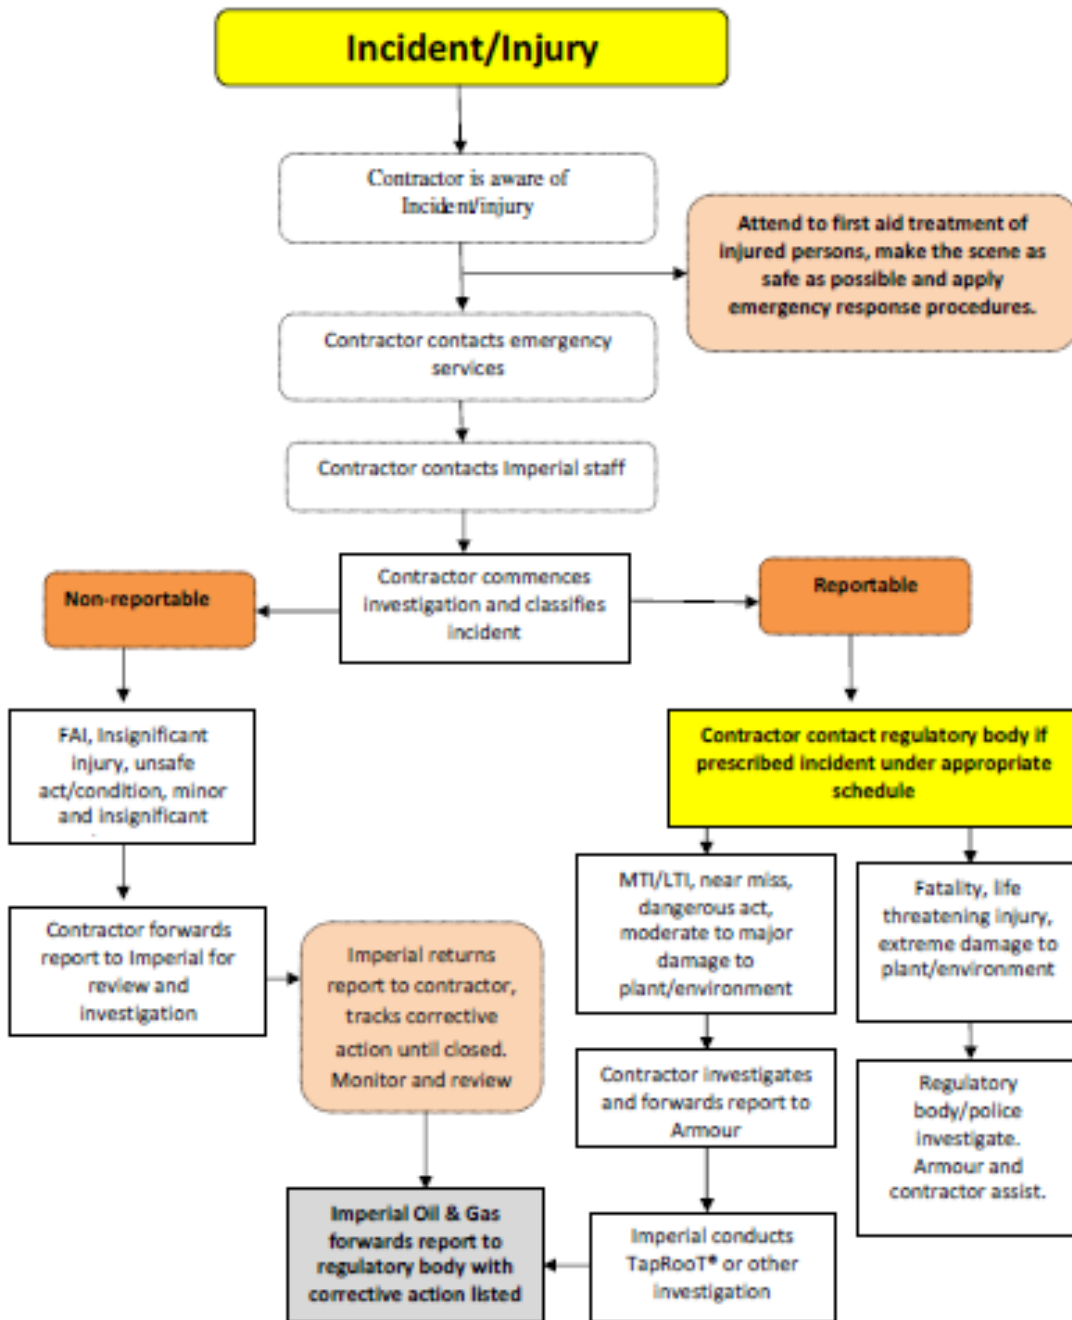 Incident/Injury
Contractor is aware of
Incident/injury
Attend to first aid treatment of
injured persons, make the scene as
safe as possible and apply
emergency response procedures.
Contractor contacts emergency
services
Contractor contacts Imperial staff
Non-reportable
Contractor commences
investigation and classifies
incident
Reportable
FAI, Insignificant
injury, unsafe
act/condition, minor
and insignificant
Contractor contact regulatory body if
prescribed incident under appropriate
schedule
MTI/LTI, near miss,
dangerous act,
moderate to major
damage to
plant/environment
Fatality, life
threatening injury,
extreme damage to
plant/environment
Contractor forwards
report to Imperial for
review and
investigation
Imperial returns
report to contractor,
tracks corrective
action until closed.
Monitor and review
Contractor investigates
and forwards report to
Armour
Regulatory
body/police
investigate.
Armour and
contractor assist.
Imperial Oil & Gas
forwards report to
regulatory body with
corrective action listed
Imperial conducts
TapRooT® or other
investigation